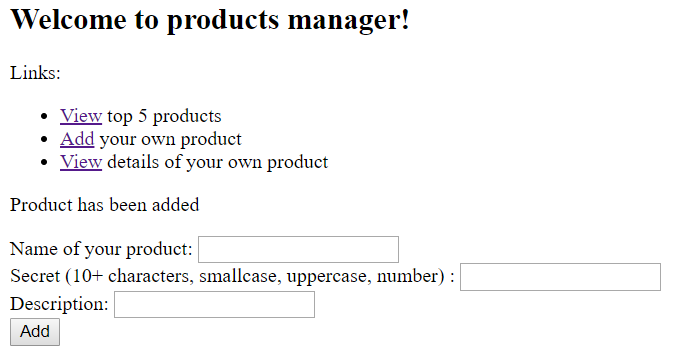 Welcome to products manager!
Links:
View top 5 products
Add your own product
View details of your own product
Product has been added
Name of your product:
Secret (10+ characters, smallcase, uppercase, number) :
Description:
Add